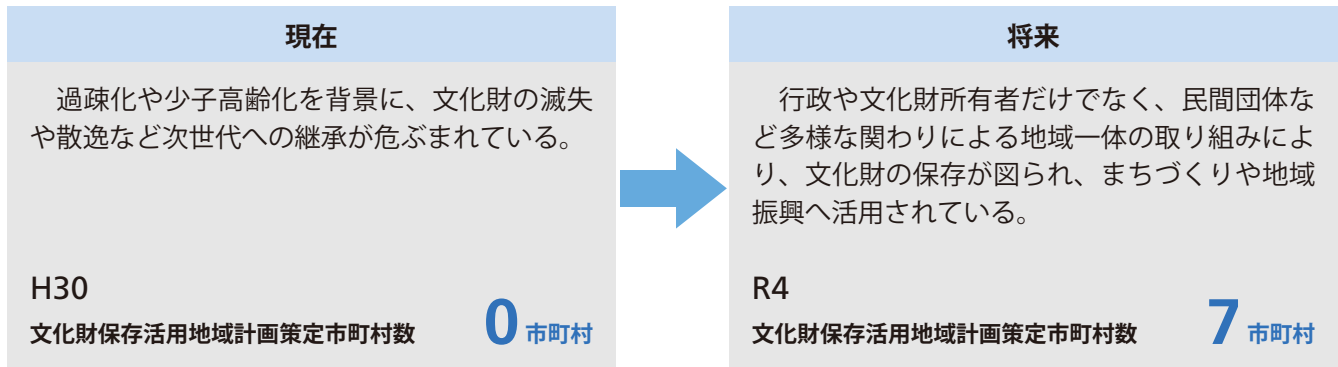 現在
過疎化や少子高齢化を背景に、文化財の滅失
や散逸など次世代への継承が危ぶまれている。
H30
文化財保存活用地域計画策定市町村数 0 市町村
将来
行政や文化財所有者だけでなく、民間団体な
ど多様な関わりによる地域一体の取り組みによ
り、文化財の保存が図られ、まちづくりや地域
振興へ活用されている。
R4
文化財保存活用地域計画策定市町村数 7 市町村